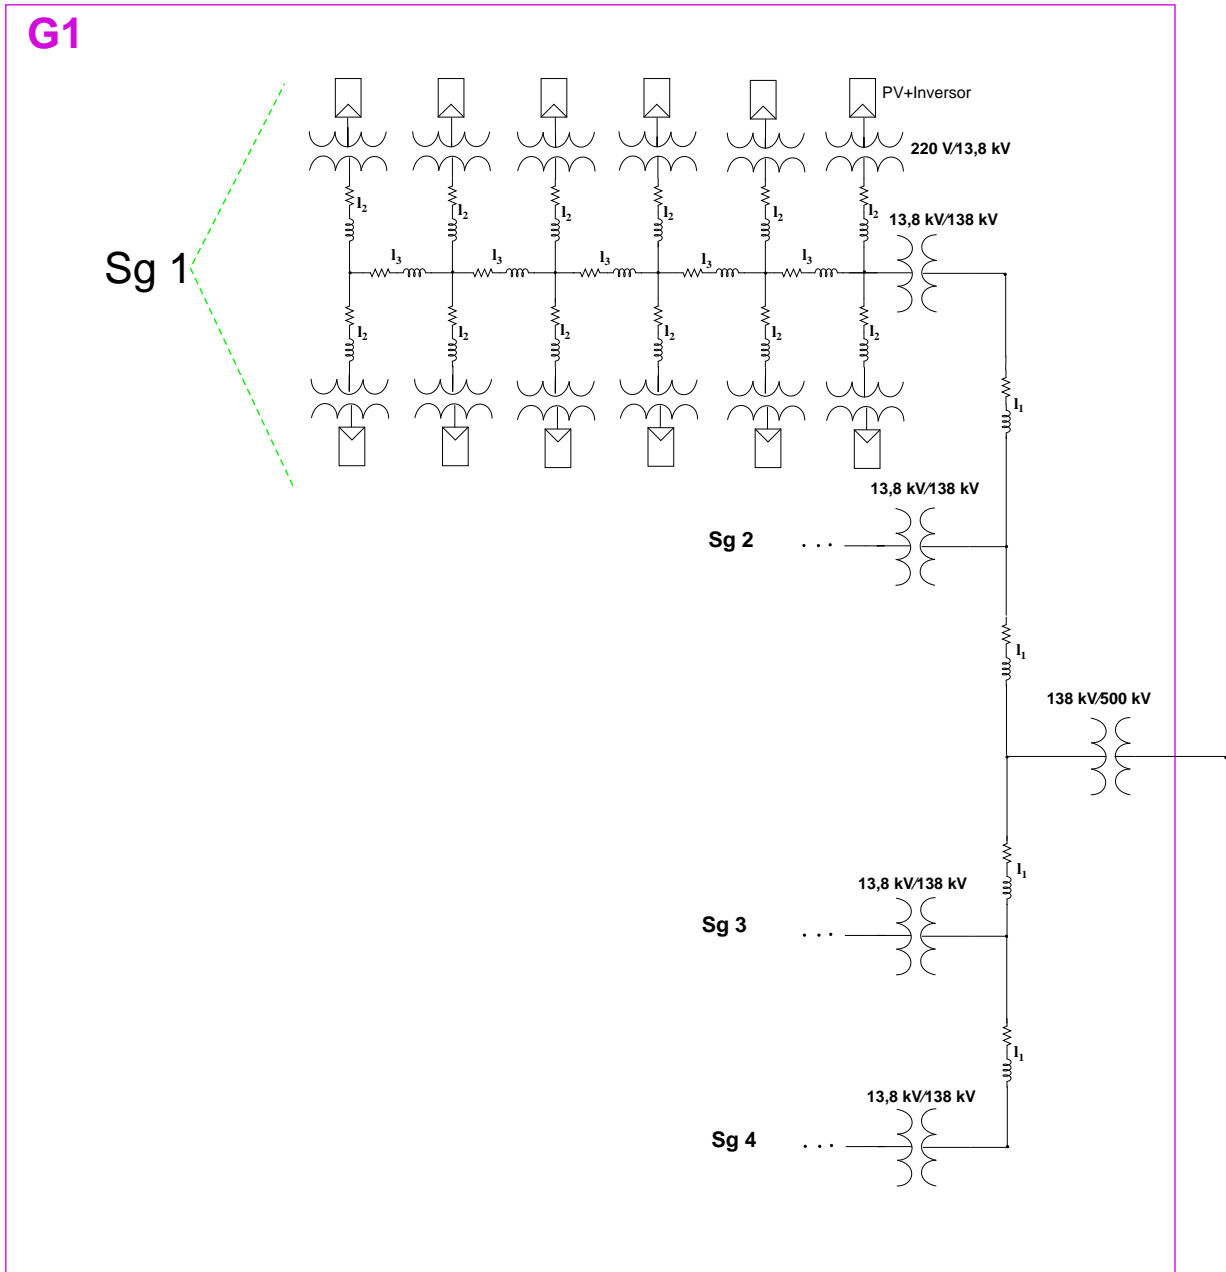 G1
PV+Inversor
220 V/13,8 kV
l2 l2 l2 l2 l2 l2
13,8 kV/138 kV
Sg 1
l3 l3 l3 l3 l3
l2 l2 l2 l2 l2 l2
l1
13,8 kV/138 kV
Sg 2 ...
l1
138 kV/500 kV
l1
13,8 kV/138 kV
Sg 3 ...
l1
13,8 kV/138 kV
Sg 4 ...